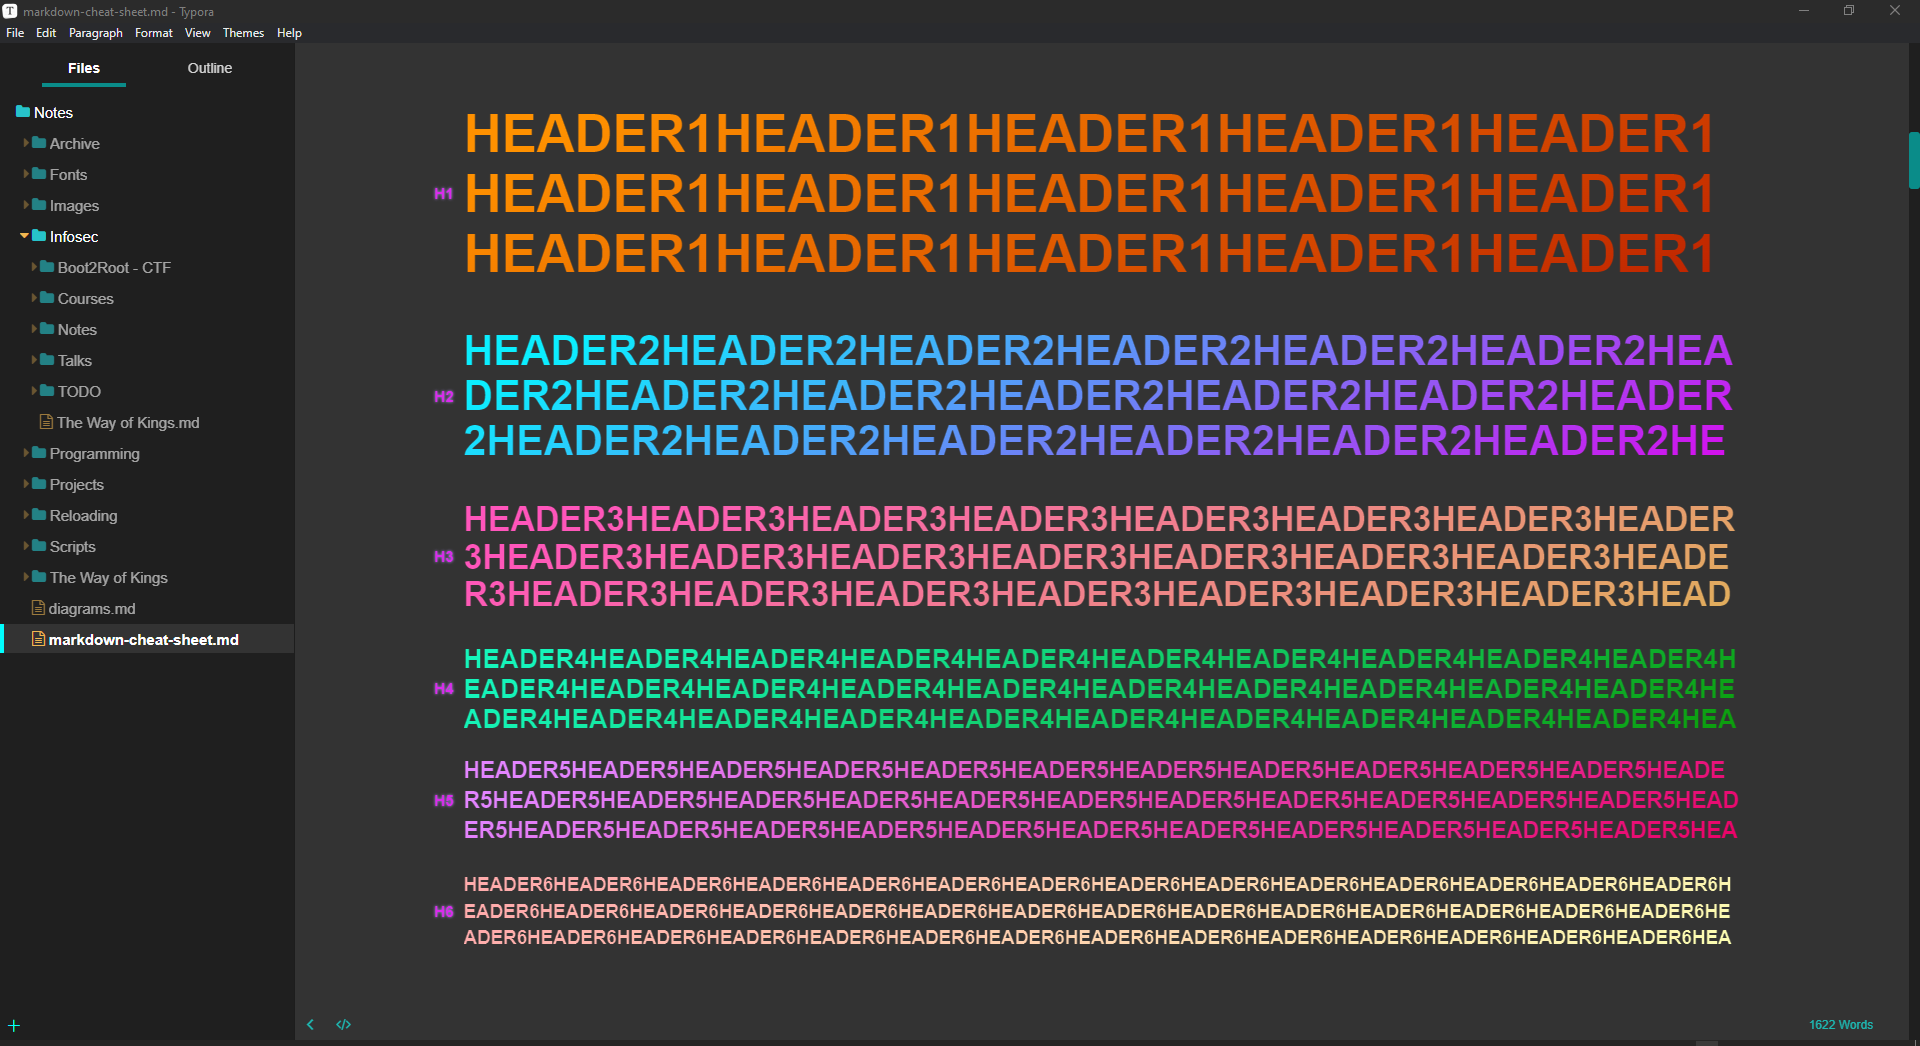 markdown-cheat-sheet.md - Typora
File Edit Paragraph Format View Themes Help
Files Outline
Notes
Archive
Fonts
Images
Infosec
Boot2Root - CTF
Courses
Notes
Talks
TODO
The Way of Kings.md
Programming
Projects
Reloading
Scripts
The Way of Kings
diagrams.md
markdown-cheat-sheet.md
HEADER1HEADER1HEADER1HEADER1HEADER1
H1 HEADER1HEADER1HEADER1HEADER1HEADER1
HEADER1HEADER1HEADER1HEADER1HEADER1
HEADER2HEADER2HEADER2HEADER2HEADER2HEADER2HEA
H2 DER2HEADER2HEADER2HEADER2HEADER2HEADER2HEADER
2HEADER2HEADER2HEADER2HEADER2HEADER2HEADER2HE
HEADER3HEADER3HEADER3HEADER3HEADER3HEADER3HEADER3HEADER
H3 3HEADER3HEADER3HEADER3HEADER3HEADER3HEADER3HEADER3HEADE
R3HEADER3HEADER3HEADER3HEADER3HEADER3HEADER3HEADER3HEAD
HEADER4HEADER4HEADER4HEADER4HEADER4HEADER4HEADER4HEADER4HEADER4HEADER4H
H4 EADER4HEADER4HEADER4HEADER4HEADER4HEADER4HEADER4HEADER4HEADER4HEADER4HE
ADER4HEADER4HEADER4HEADER4HEADER4HEADER4HEADER4HEADER4HEADER4HEADER4HEA
HEADER5HEADER5HEADER5HEADER5HEADER5HEADER5HEADER5HEADER5HEADER5HEADER5HEADER5HEADE
H5 R5HEADER5HEADER5HEADER5HEADER5HEADER5HEADER5HEADER5HEADER5HEADER5HEADER5HEADER5HEAD
ER5HEADER5HEADER5HEADER5HEADER5HEADER5HEADER5HEADER5HEADER5HEADER5HEADER5HEADER5HEA
HEADER6HEADER6HEADER6HEADER6HEADER6HEADER6HEADER6HEADER6HEADER6HEADER6HEADER6HEADER6HEADER6HEADER6H
H6 EADER6HEADER6HEADER6HEADER6HEADER6HEADER6HEADER6HEADER6HEADER6HEADER6HEADER6HEADER6HEADER6HEADER6HE
ADER6HEADER6HEADER6HEADER6HEADER6HEADER6HEADER6HEADER6HEADER6HEADER6HEADER6HEADER6HEADER6HEADER6HEA
1622 Words